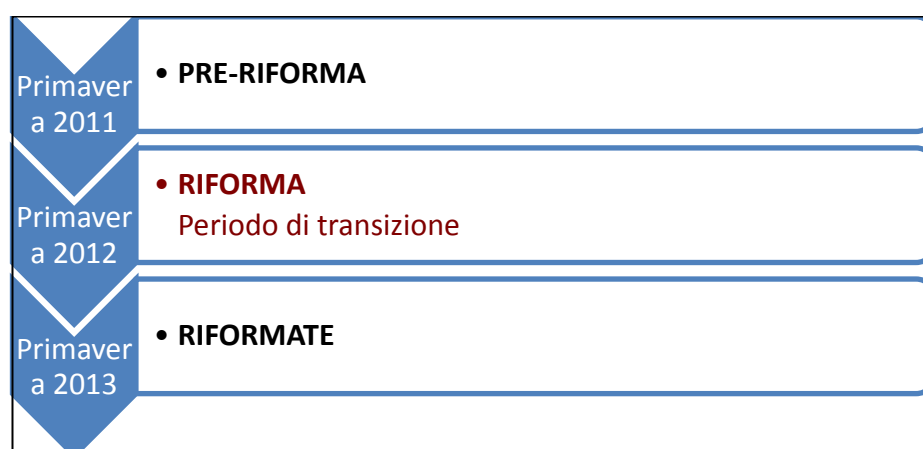 Primaver
a 2011
• PRE-RIFORMA
Primaver
a 2012
• RIFORMA
Periodo di transizione
Primaver
a 2013
• RIFORMATE